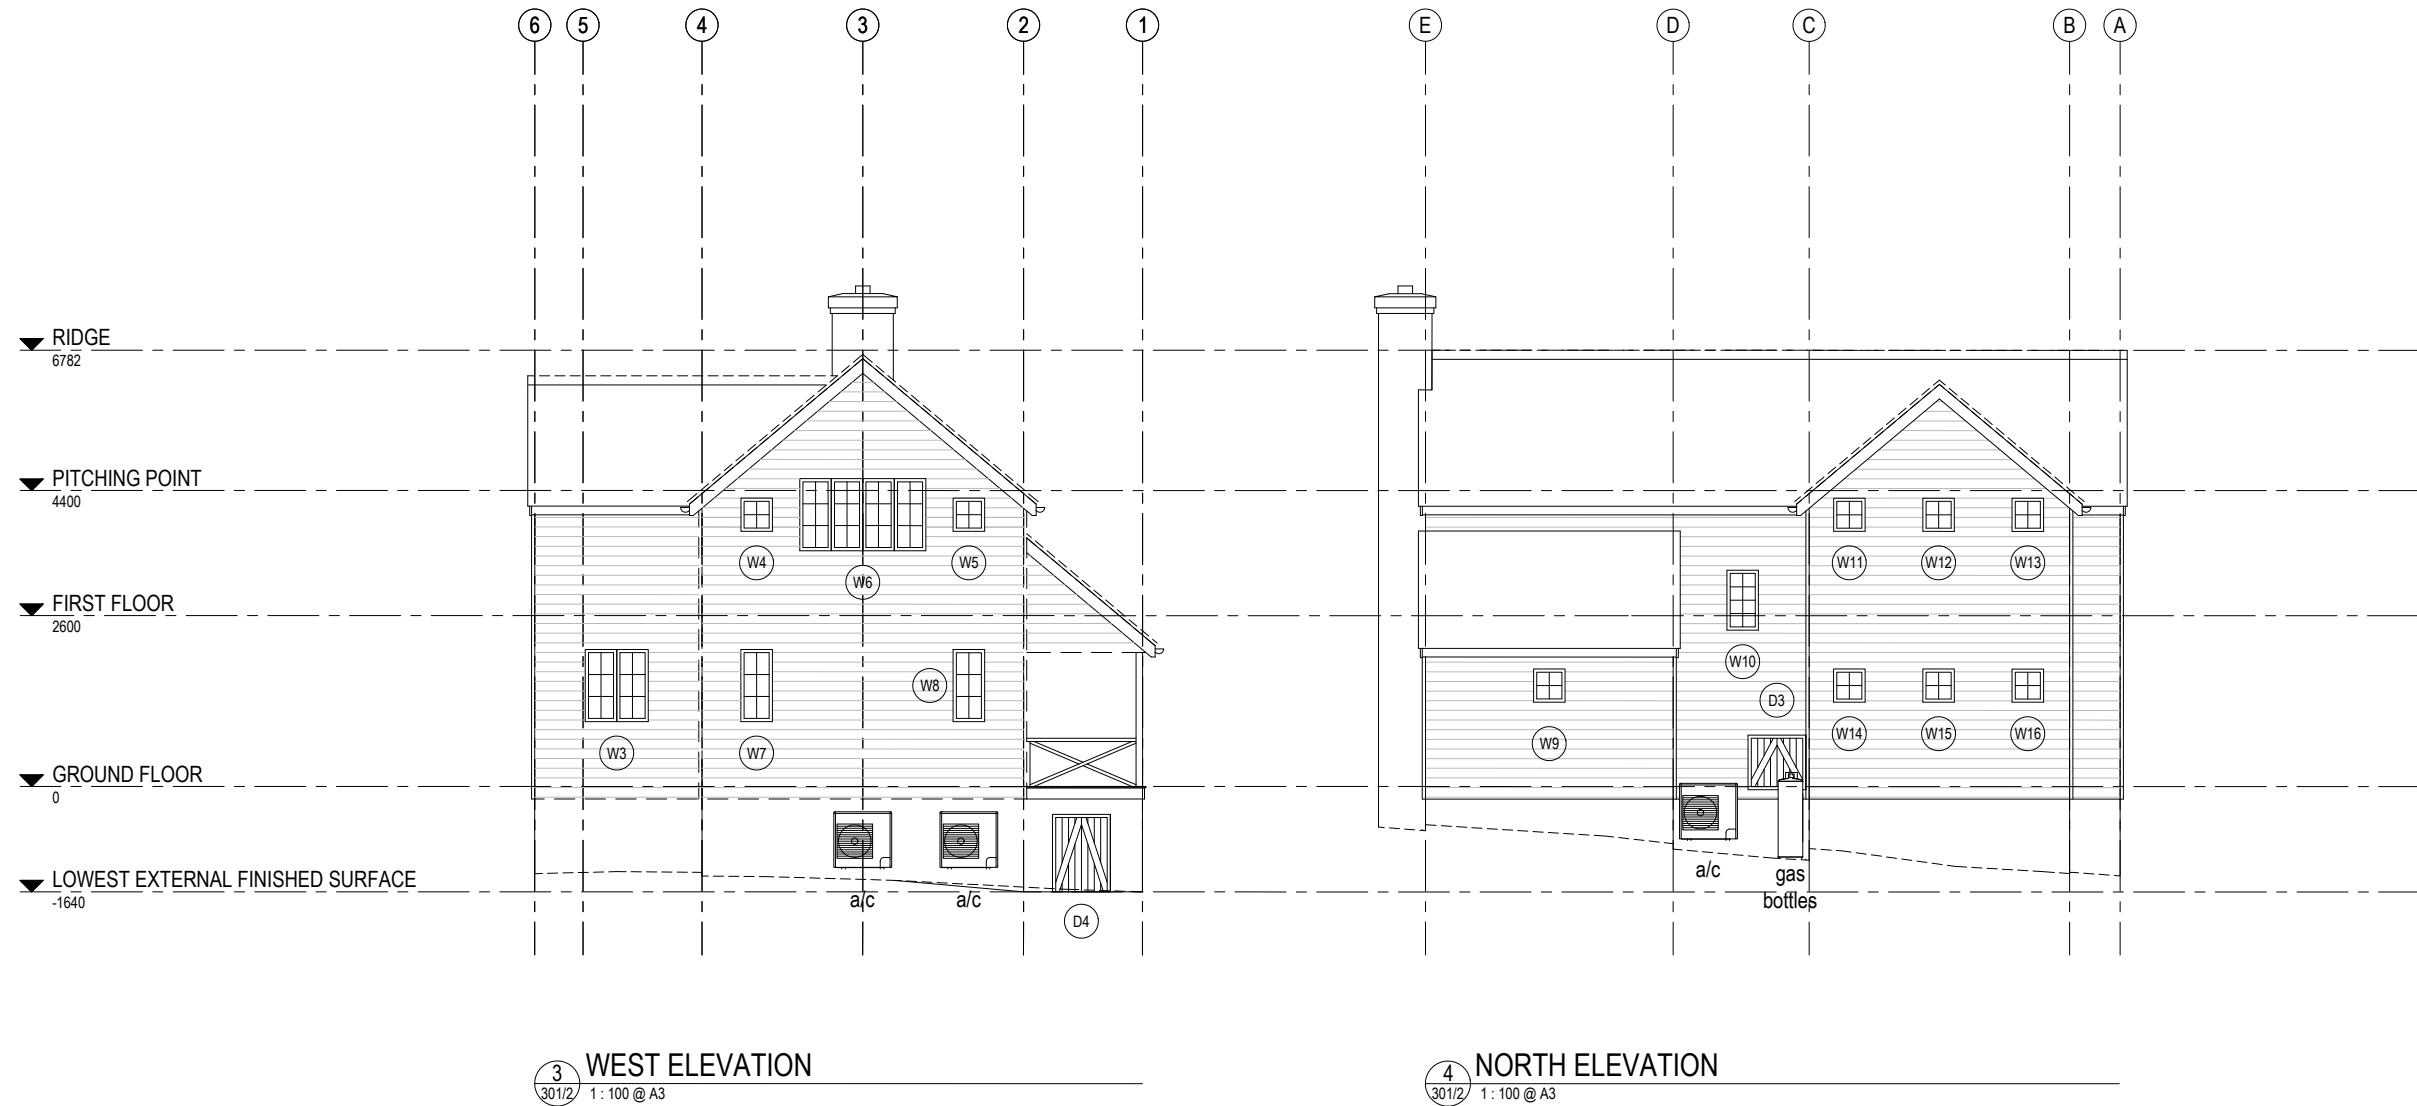 6 5 4 3 2 1 E D C B A
RIDGE
6782
PITCHING POINT
4400
W4 W5 W11 W12 W13
W6
FIRST FLOOR
2600
W10
W8
D3
W14 W15 W16
W3 W7 W9
GROUND FLOOR
0
a/c
gas
bottles
LOWEST EXTERNAL FINISHED SURFACE
-1640
a/c a/c
D4
3
301/2
WEST ELEVATION
1 : 100 @ A3
4
301/2
NORTH ELEVATION
1 : 100 @ A3